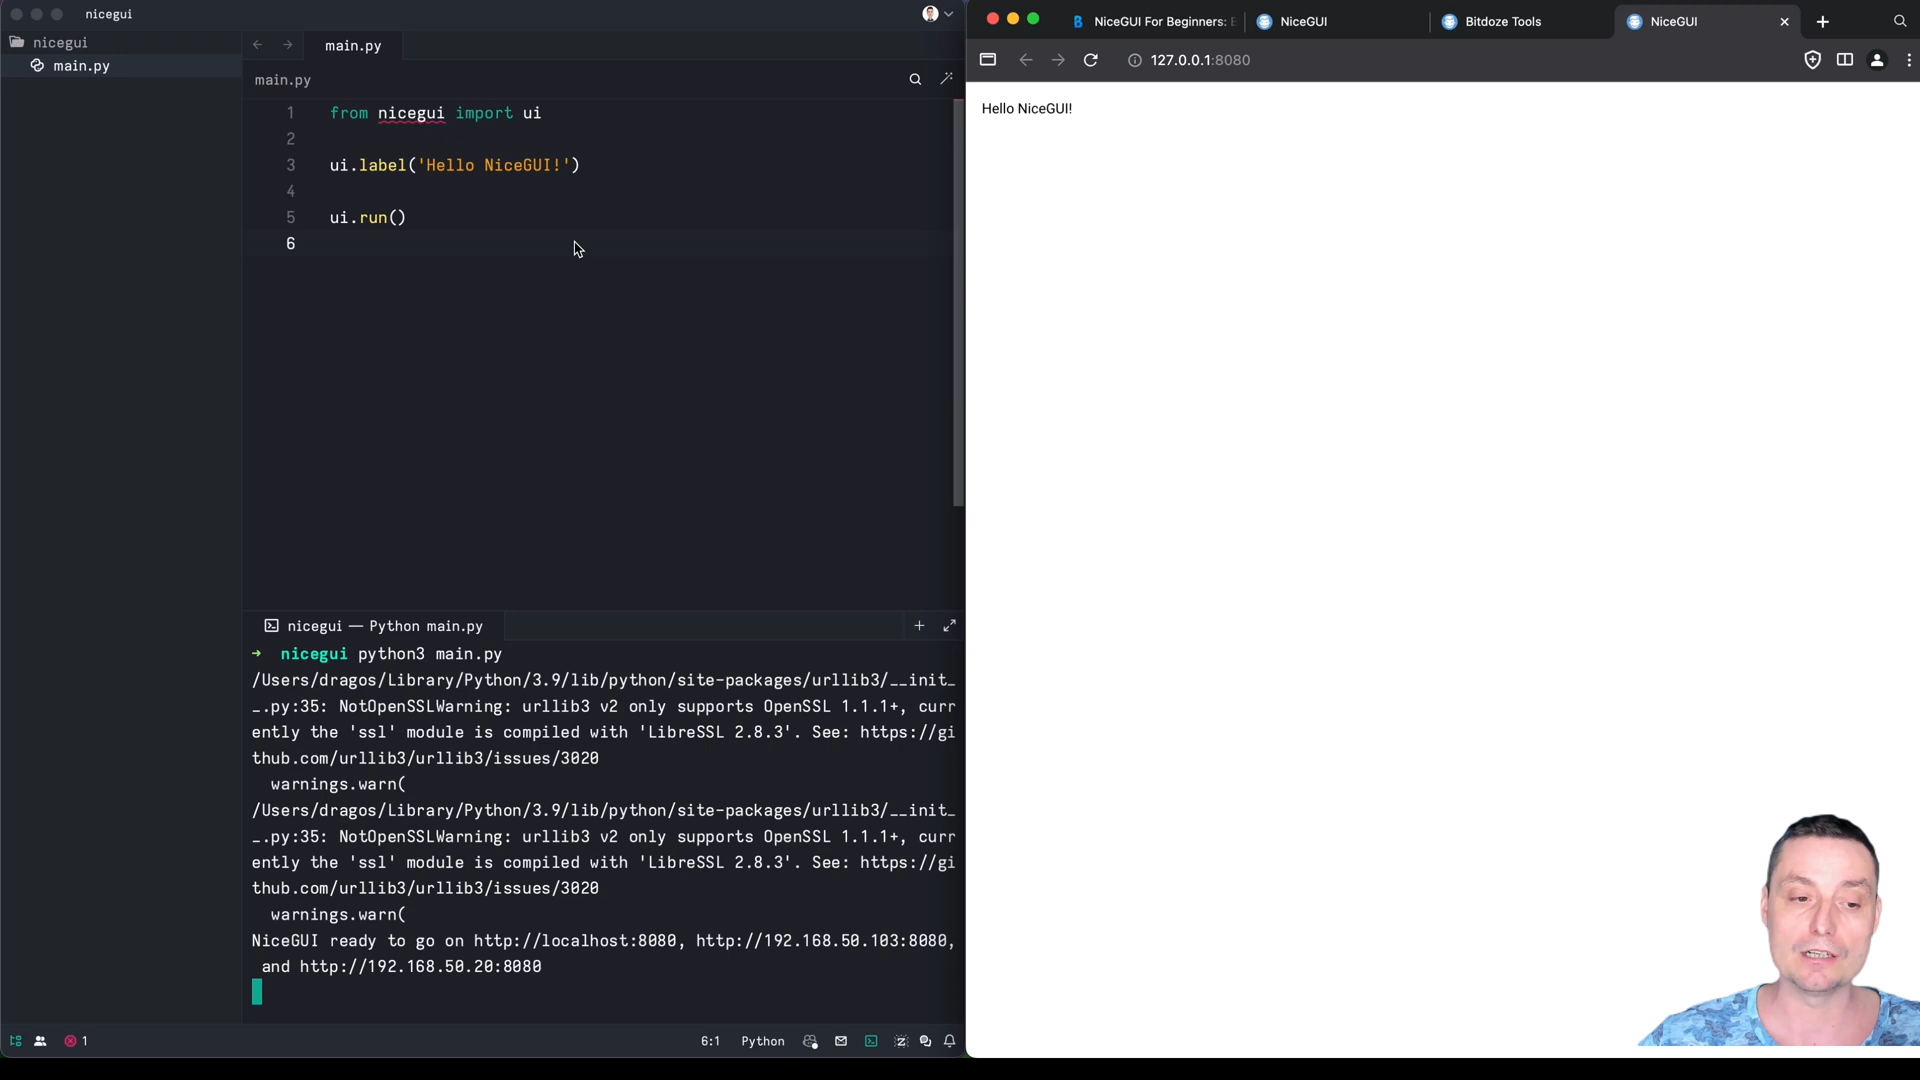 nicegui
nicegui
main.py
main.py
main.py
1 from nicegui import ui
2
3 ui.label('Hello NiceGUI!')
4
5 ui.run()
6
nicegui — Python main.py
→ nicegui python3 main.py
/Users/dragos/Library/Python/3.9/lib/python/site-packages/urllib3/__init_
_.py:35: NotOpenSSLWarning: urllib3 v2 only supports OpenSSL 1.1.1+, curr
ently the 'ssl' module is compiled with 'LibreSSL 2.8.3'. See: https://gi
thub.com/urllib3/urllib3/issues/3020
warnings.warn(
/Users/dragos/Library/Python/3.9/lib/python/site-packages/urllib3/__init_
_.py:35: NotOpenSSLWarning: urllib3 v2 only supports OpenSSL 1.1.1+, curr
ently the 'ssl' module is compiled with 'LibreSSL 2.8.3'. See: https://gi
thub.com/urllib3/urllib3/issues/3020
warnings.warn(
NiceGUI ready to go on http://localhost:8080, http://192.168.50.103:8080,
and http://192.168.50.20:8080
1
6:1 Python
NiceGUI For Beginners:
NiceGUI
Bitdoze Tools
NiceGUI
127.0.0.1:8080
Hello NiceGUI!